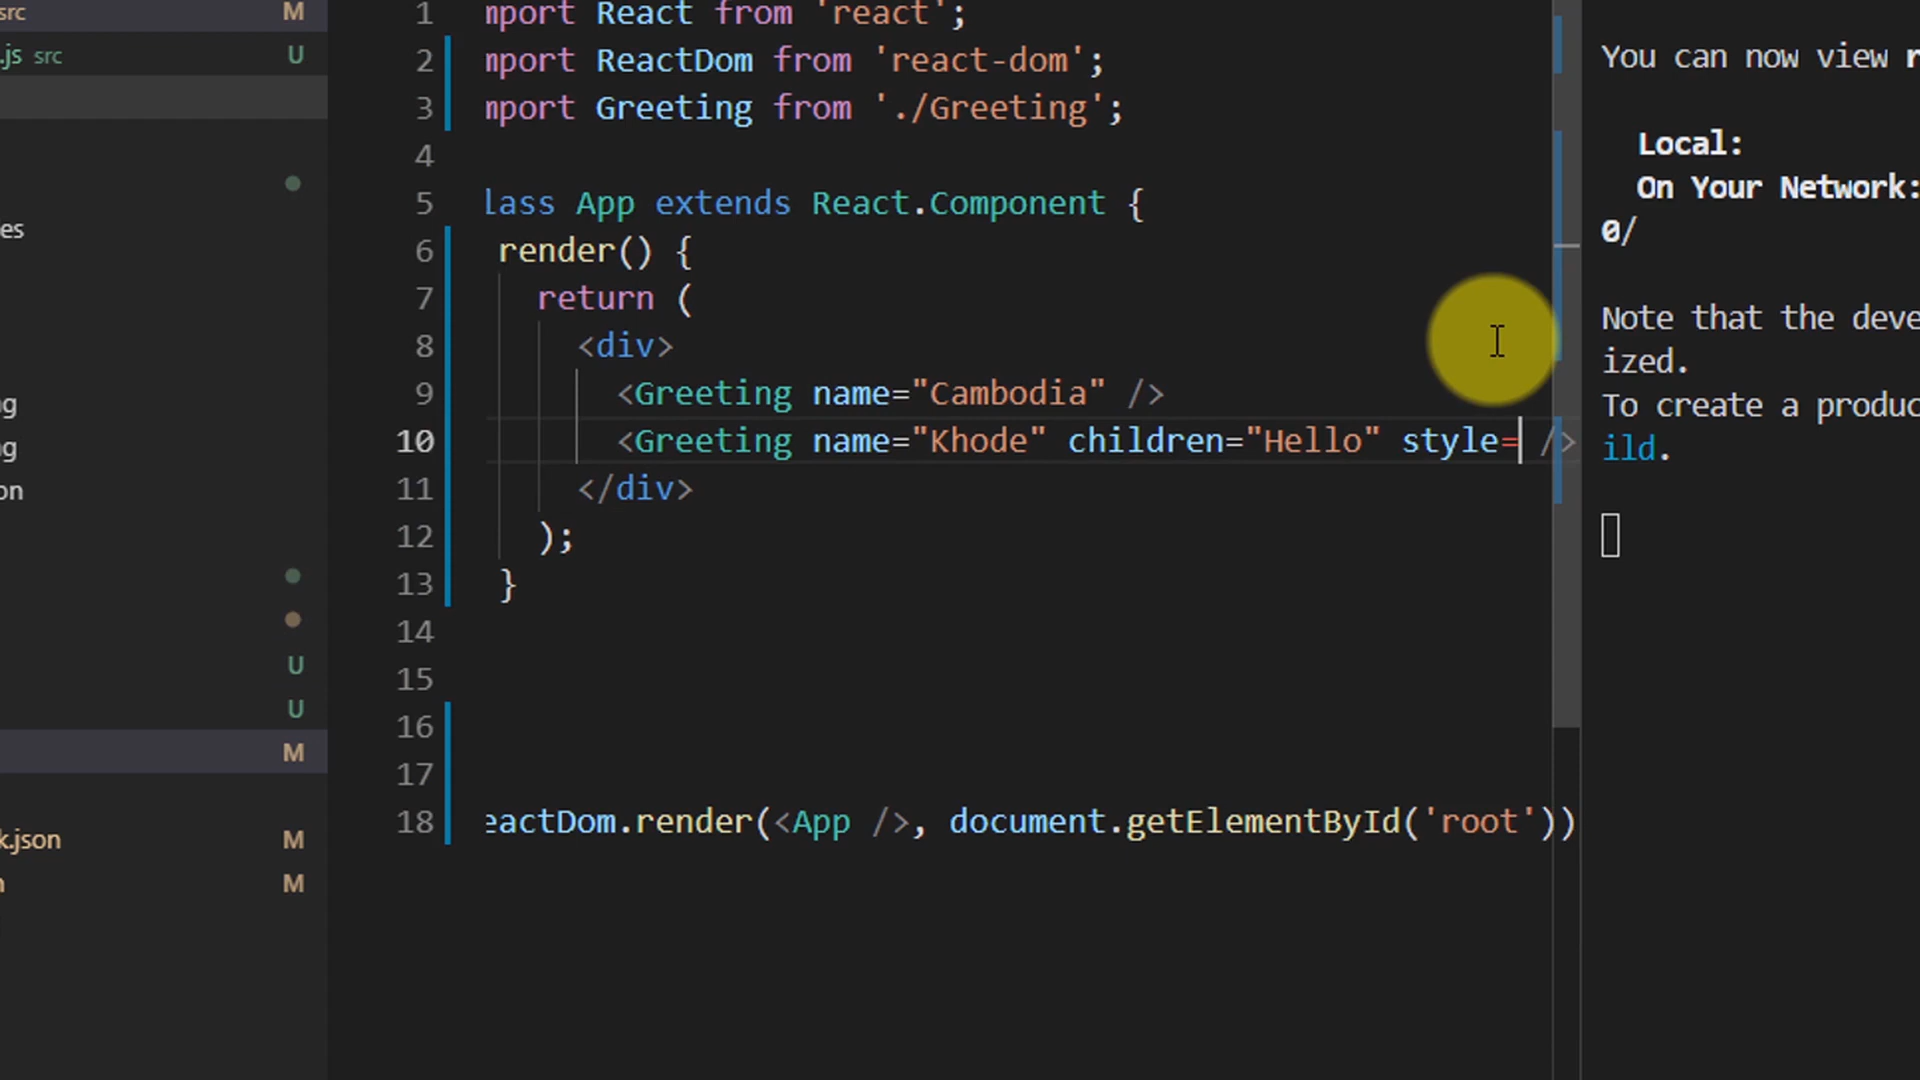 src M
.js src U
es
g
g
on
U
U
M
k.json M
n M
1 mport React from 'react';
2 mport ReactDom from 'react-dom';
3 mport Greeting from './Greeting';
4
5 lass App extends React.Component {
6 render() {
7 return (
8 <div>
9 <Greeting name="Cambodia" />
10 <Greeting name="Khode" children="Hello" style= />
11 </div>
12 );
13 }
14
15
16
17
18 eactDom.render(<App />, document.getElementById('root'))
You can now view r
Local:
On Your Network:
0/
Note that the deve
ized.
To create a produc
ild.